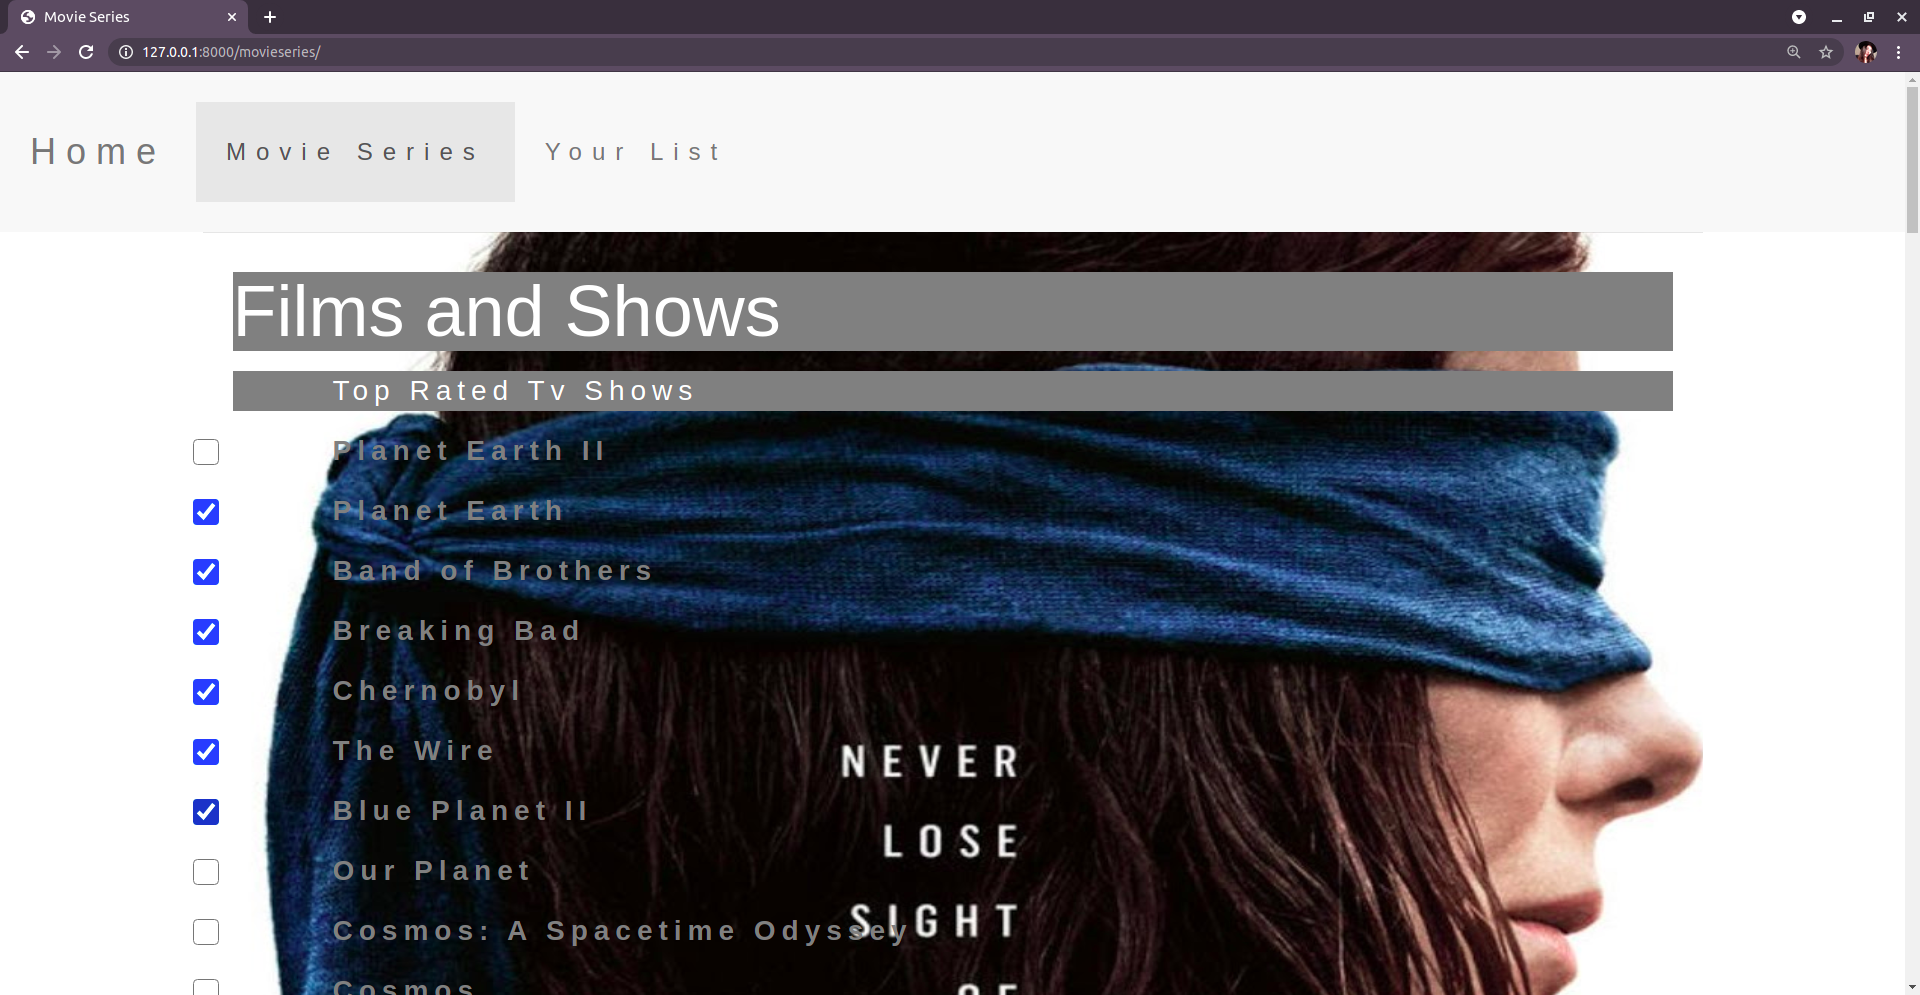 Movie Series
127.0.0.1:8000/movieseries/
Home Movie Series Your List
Films and Shows
Top Rated Tv Shows
Planet Earth II
Planet Earth
Band of Brothers
Breaking Bad
Chernobyl
The Wire
Blue Planet II
Our Planet
Cosmos: A Spacetime Odyssey
Cosmos
NEVER
LOSE
SIGHT
OF